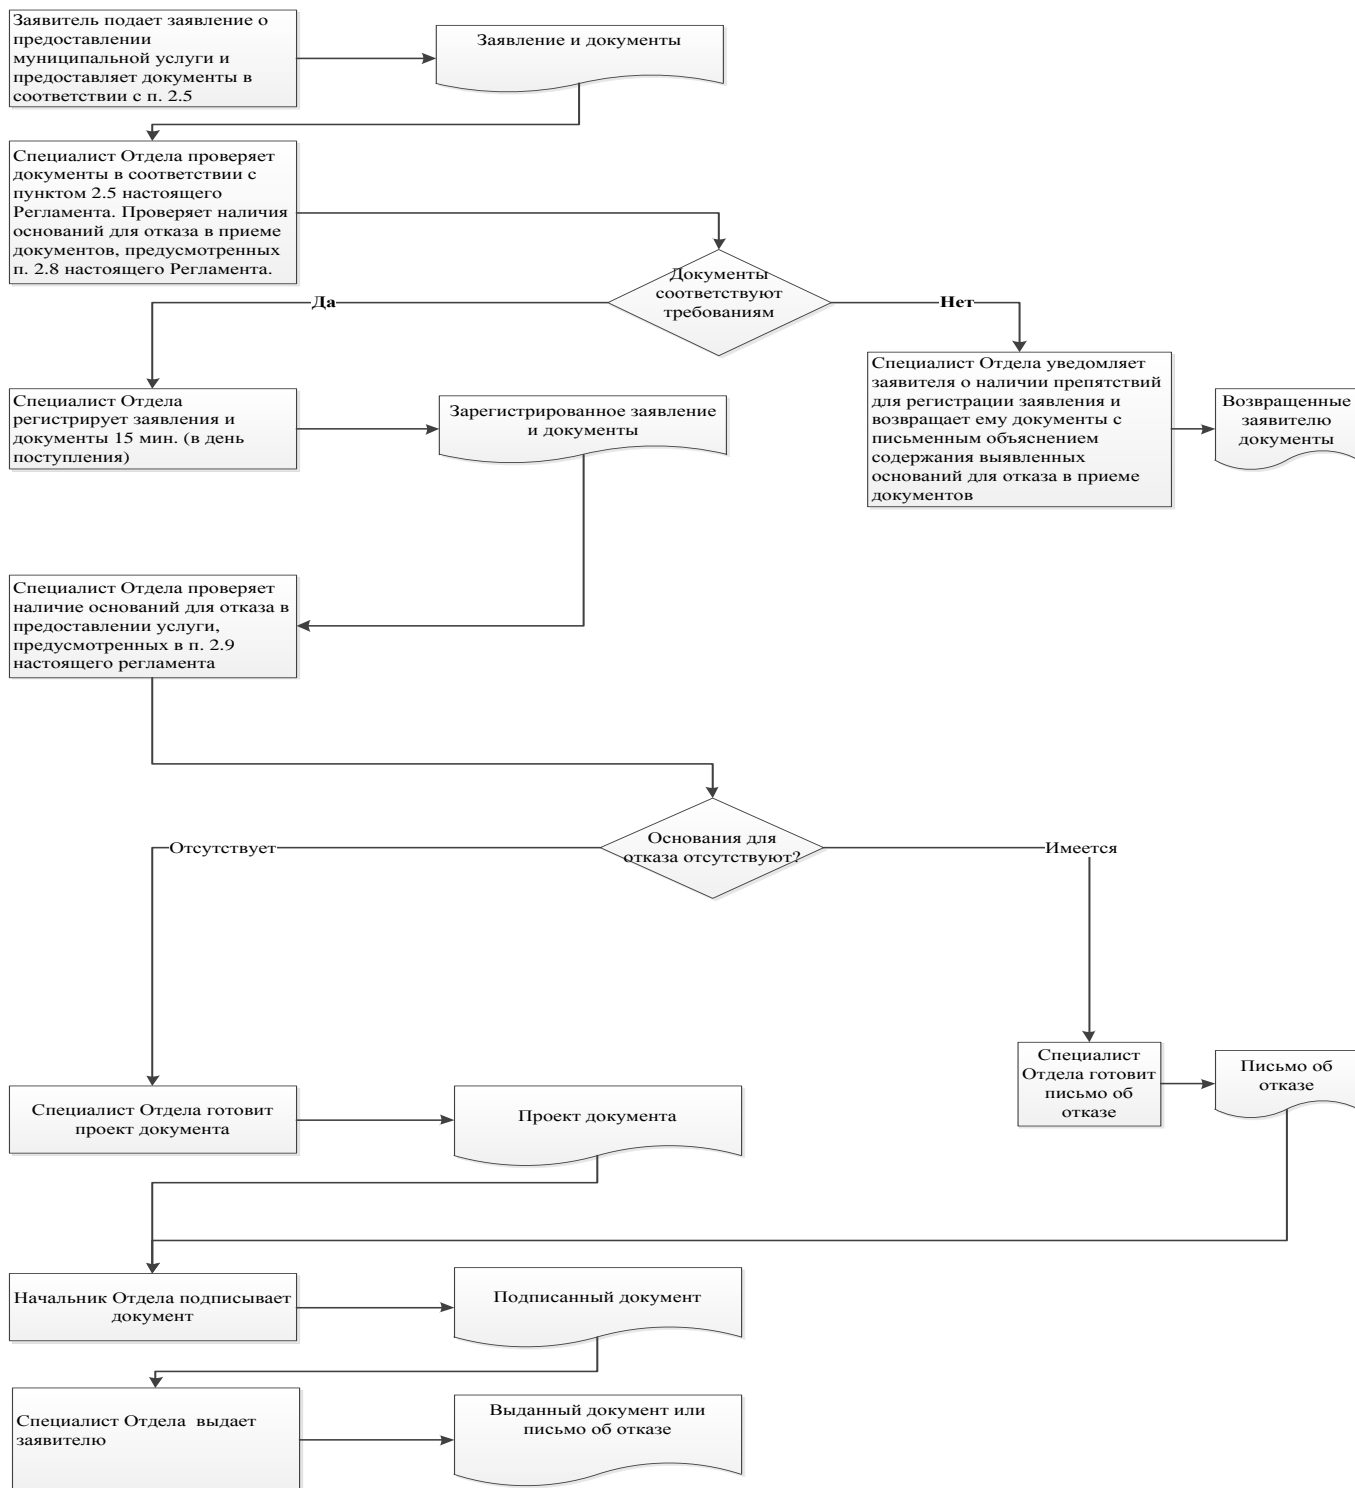 Заявитель подает заявление о
предоставлении
муниципальной услуги и
предоставляет документы в
соответствии с п. 2.5
Заявление и документы
Специалист Отдела проверяет
документы в соответствии с
пунктом 2.5 настоящего
Регламента. Проверяет наличия
оснований для отказа в приеме
документов, предусмотренных
п. 2.8 настоящего Регламента.
Документы
соответствуют
требованиям
Да
Нет
Специалист Отдела
регистрирует заявления и
документы 15 мин. (в день
поступления)
Зарегистрированное заявление
и документы
Специалист Отдела уведомляет
заявителя о наличии препятствий
для регистрации заявления и
возвращает ему документы с
письменным объяснением
содержания выявленных
оснований для отказа в приеме
документов
Возвращенные
заявителю
документы
Специалист Отдела проверяет
наличие оснований для отказа в
предоставлении услуги,
предусмотренных в п. 2.9
настоящего регламента
Основания для
отказа отсутствуют?
Отсутствует
Имеется
Специалист
Отдела готовит
письмо об
отказе
Письмо об
отказе
Специалист Отдела готовит
проект документа
Проект документа
Начальник Отдела подписывает
документ
Подписанный документ
Специалист Отдела  выдает
заявителю
Выданный документ или
письмо об отказе